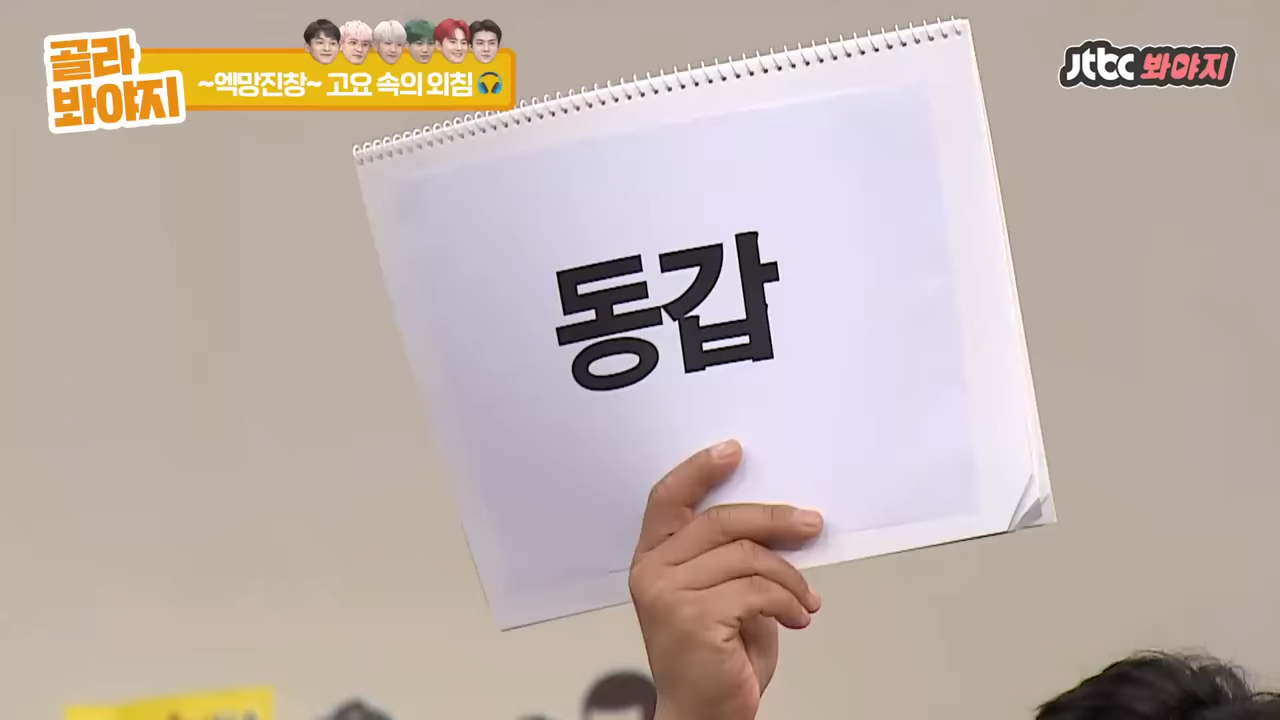 골라
봐야지
~엑망진창~ 고요 속의 외침
jtbc 봐야지
동갑